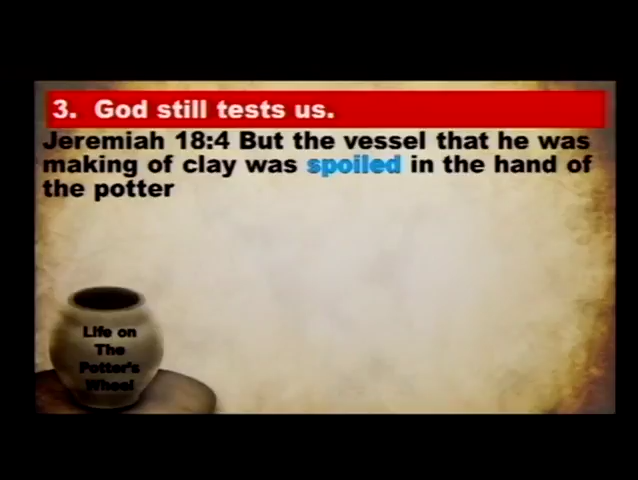 3. God still tests us.
Jeremiah 18:4 But the vessel that he was
making of clay was spoiled in the hand of
the potter
Life on
The
Potter's
Wheel